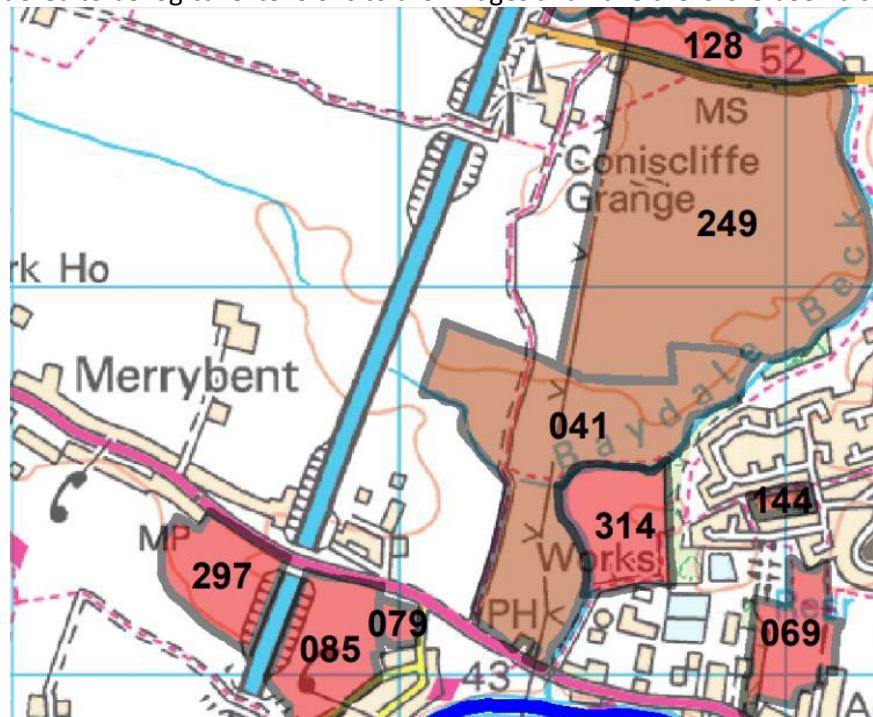 128
52
MS
Coniscliffe
Grange
249
rk Ho
Baydale Beck
Merrybent
041
144
314
MP
Works
297
Resr
PH
079
069
085
43
A